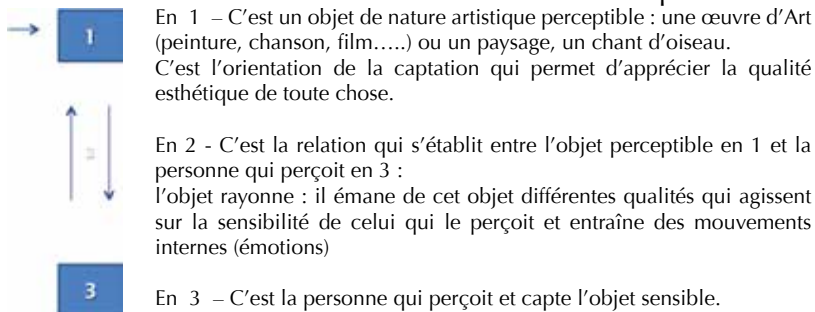 1
En 1 – C’est un objet de nature artistique perceptible : une œuvre d’Art
(peinture, chanson, film…..) ou un paysage, un chant d’oiseau.
C’est l’orientation de la captation qui permet d’apprécier la qualité
esthétique de toute chose.
En 2 - C’est la relation qui s’établit entre l’objet perceptible en 1 et la
personne qui perçoit en 3 :
l’objet rayonne : il émane de cet objet différentes qualités qui agissent
sur la sensibilité de celui qui le perçoit et entraîne des mouvements
internes (émotions)
3
En 3 – C’est la personne qui perçoit et capte l’objet sensible.